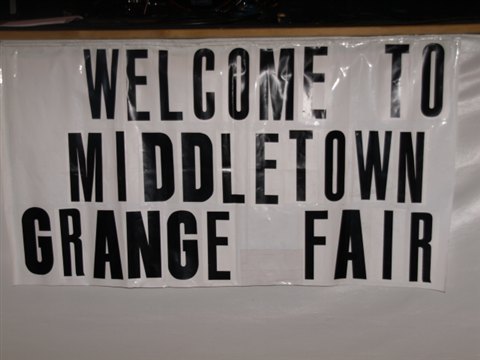 WELCOME TO
MIDDLETOWN
GRANGE FAIR